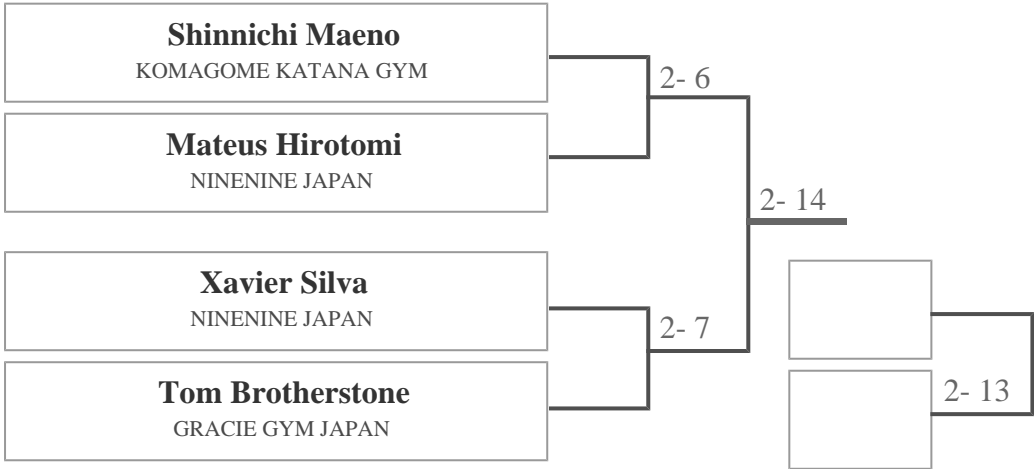 Shinnichi Maeno
KOMAGOME KATANA GYM
2- 6
Mateus Hirotomi
NINENINE JAPAN
2- 14
Xavier Silva
NINENINE JAPAN
2- 7
Tom Brotherstone
GRACIE GYM JAPAN
2- 13